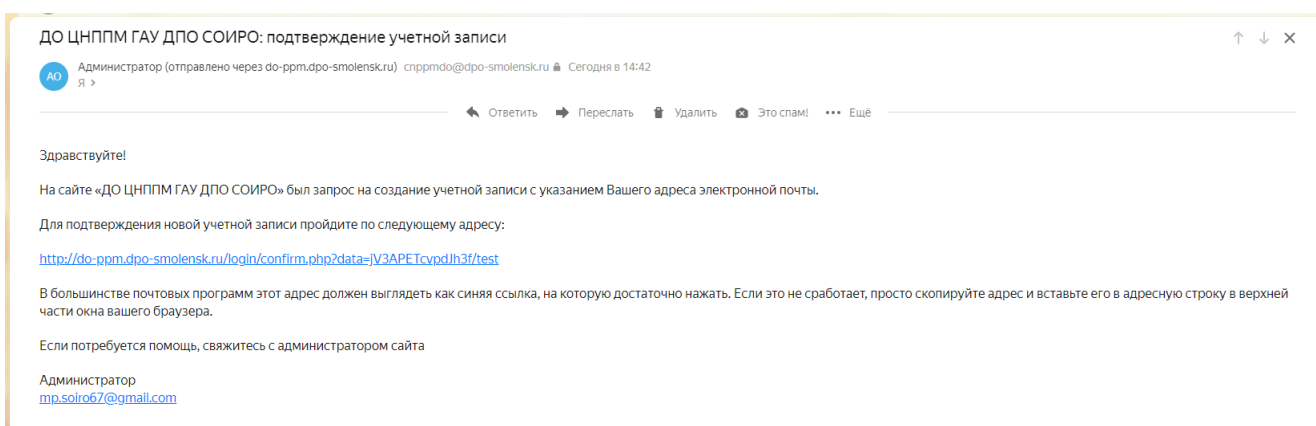 ДО ЦНППМ ГАУ ДПО СОИРО: подтверждение учетной записи
АО
Администратор (отправлено через do-ppm.dpo-smolensk.ru) cnppmdo@dpo-smolensk.ru Сегодня в 14:42
Я >
Ответить Переслать Удалить Это спам! ••• Ещё
Здравствуйте!
На сайте «ДО ЦНППМ ГАУ ДПО СОИРО» был запрос на создание учетной записи с указанием Вашего адреса электронной почты.
Для подтверждения новой учетной записи пройдите по следующему адресу:
http://do-ppm.dpo-smolensk.ru/login/confirm.php?data=jV3APETcvpdJh3f/test
В большинстве почтовых программ этот адрес должен выглядеть как синяя ссылка, на которую достаточно нажать. Если это не сработает, просто скопируйте адрес и вставьте его в адресную строку в верхней
части окна вашего браузера.
Если потребуется помощь, свяжитесь с администратором сайта
Администратор
mp.soiro67@gmail.com